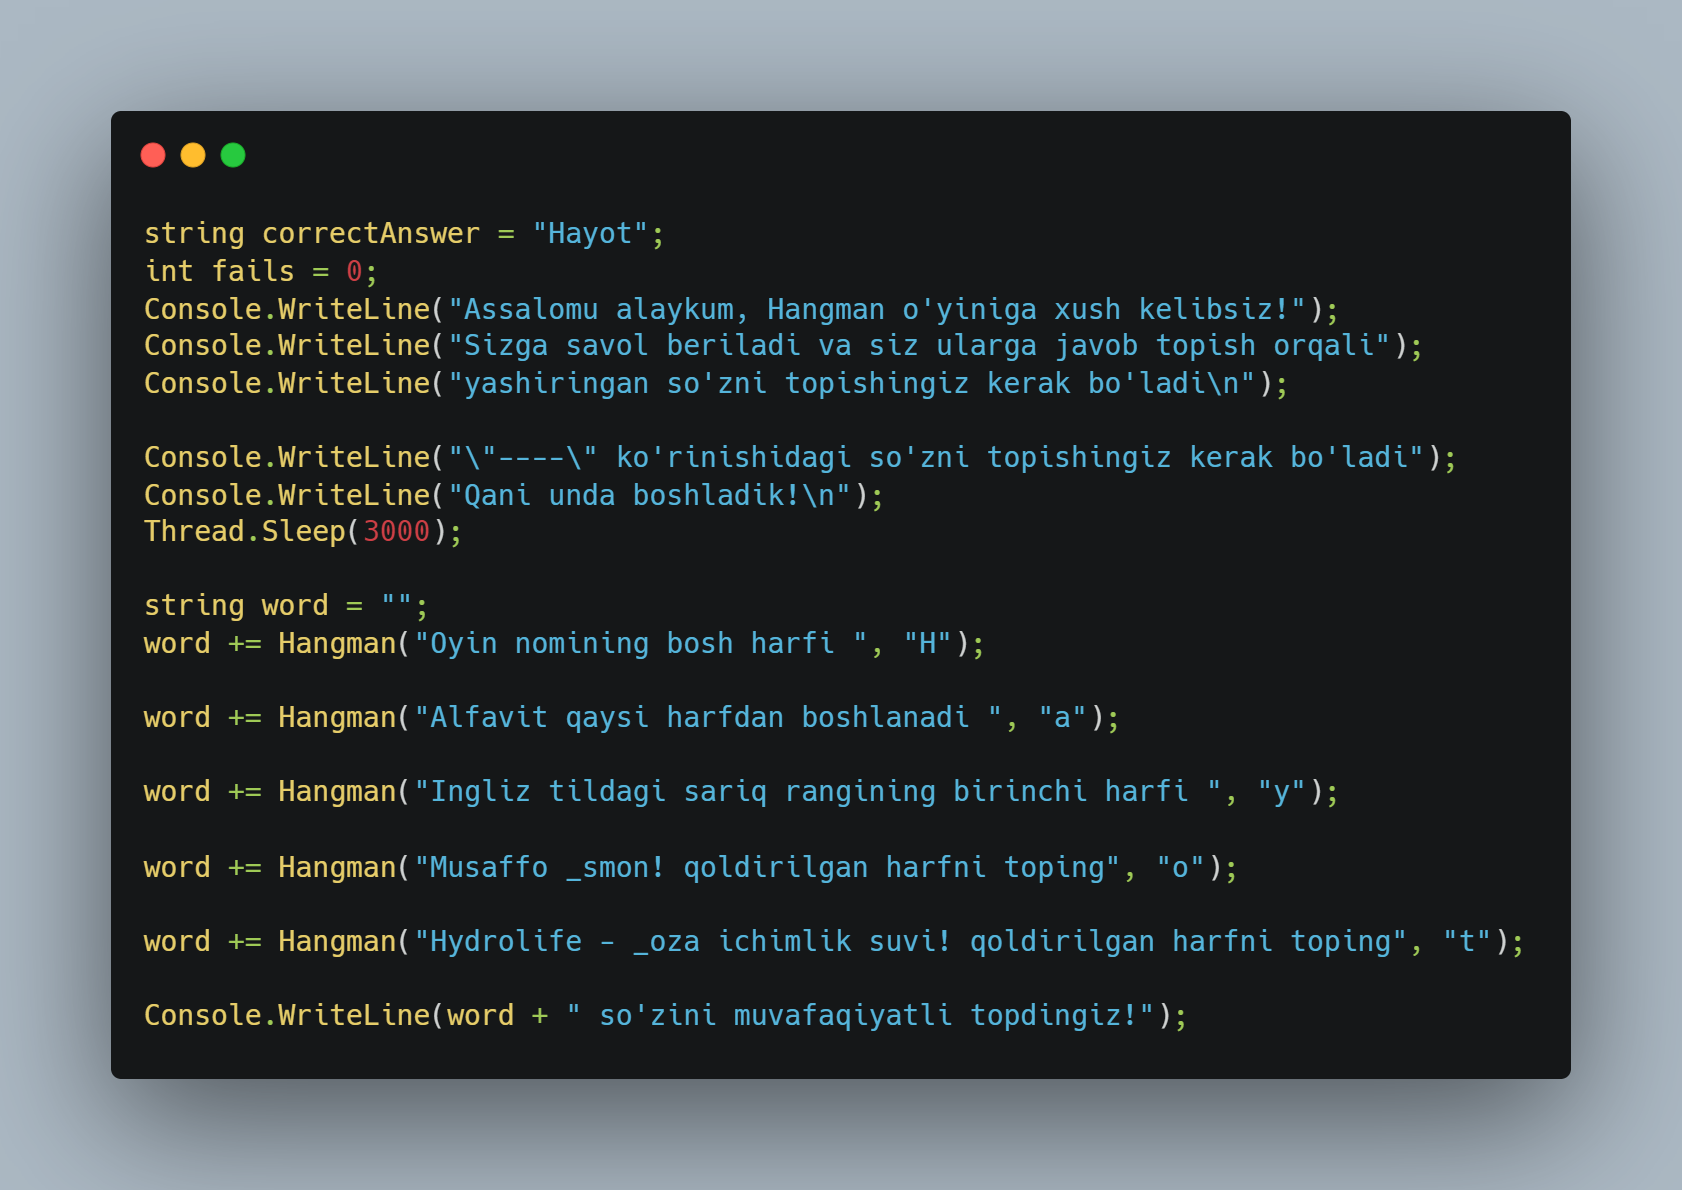 string correctAnswer = "Hayot";
int fails = 0;
Console.WriteLine("Assalomu alaykum, Hangman o'yiniga xush kelibsiz!");
Console.WriteLine("Sizga savol beriladi va siz ularga javob topish orqali");
Console.WriteLine("yashiringan so'zni topishingiz kerak bo'ladi\n");
Console.WriteLine("\"----\" ko'rinishidagi so'zni topishingiz kerak bo'ladi");
Console.WriteLine("Qani unda boshladik!\n");
Thread.Sleep(3000);
string word = "";
word += Hangman("Oyin nomining bosh harfi ", "H");
word += Hangman("Alfavit qaysi harfdan boshlanadi ", "a");
word += Hangman("Ingliz tildagi sariq rangining birinchi harfi ", "y");
word += Hangman("Musaffo _smon! qoldirilgan harfni toping", "o");
word += Hangman("Hydrolife - _oza ichimlik suvi! qoldirilgan harfni toping", "t");
Console.WriteLine(word + " so'zini muvafaqiyatli topdingiz!");